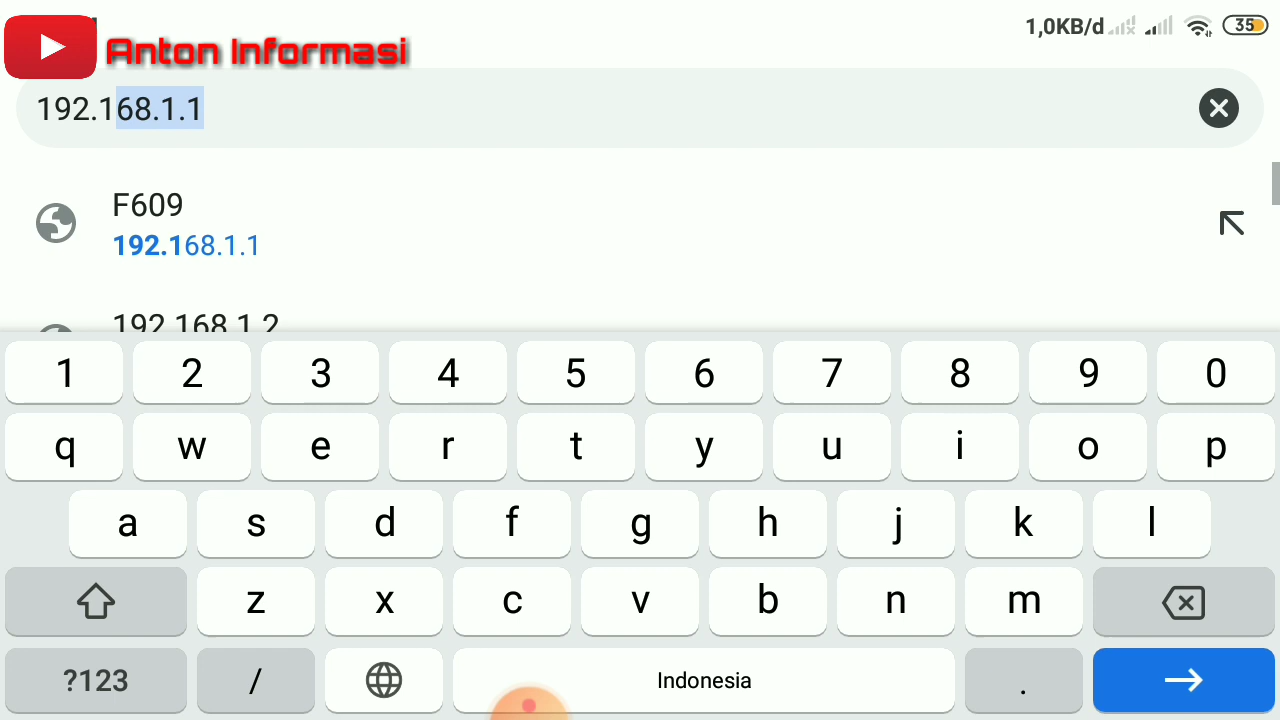 Anton Informasi
1,0KB/d
35
192.168.1.1
F609
192.168.1.1
192.168.1.2
1 2 3 4 5 6 7 8 9 0
q w e r t y u i o p
a s d f g h j k l
z x c v b n m
?123 / Indonesia .